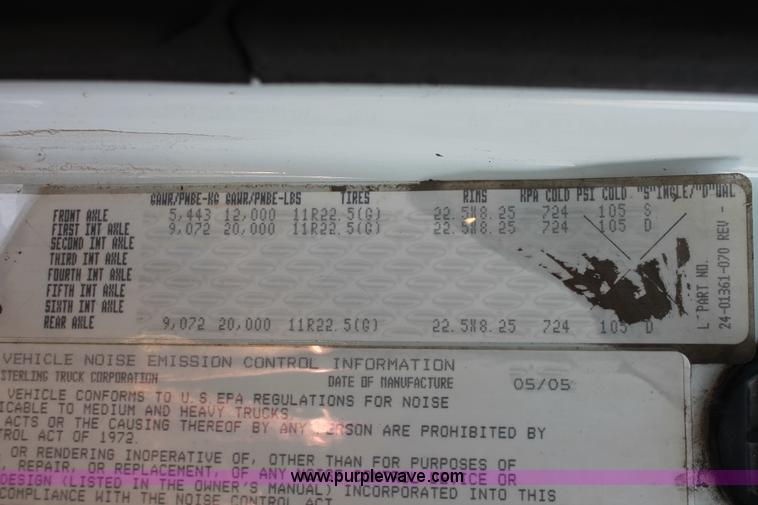 GAWR/PNBE-KG GAWR/PNBE-LBS TIRES RIMS KPA COLD PSI COLD "S"INGLE/"D"UAL
FRONT AXLE 5,443 12,000 11R22.5(G) 22.5X8.25 724 105 S
FIRST INT AXLE 9,072 20,000 11R22.5(G) 22.5X8.25 724 105 D
SECOND INT AXLE
THIRD INT AXLE
FOURTH INT AXLE
FIFTH INT AXLE
SIXTH INT AXLE
REAR AXLE 9,072 20,000 11R22.5(G) 22.5X8.25 724 105 D
PART NO.
24-01361-070 REV -
VEHICLE NOISE EMISSION CONTROL INFORMATION
STERLING TRUCK CORPORATION DATE OF MANUFACTURE 05/05
VEHICLE CONFORMS TO U.S.EPA REGULATIONS FOR NOISE
ICABLE TO MEDIUM AND HEAVY TRUCKS
ACTS OR THE CAUSING THEREOF BY ANY PERSON ARE PROHIBITED BY
TROL ACT OF 1972.
OR RENDERING INOPERATIVE OF, OTHER THAN FOR PURPOSES OF
, REPAIR, OR REPLACEMENT, OF ANY OR
DESIGN (LISTED IN THE OWNER'S MANUAL) INCORPORATED INTO THIS
COMPLIANCE WITH THE NOISE CONTROL ACT
www.purplewave.com